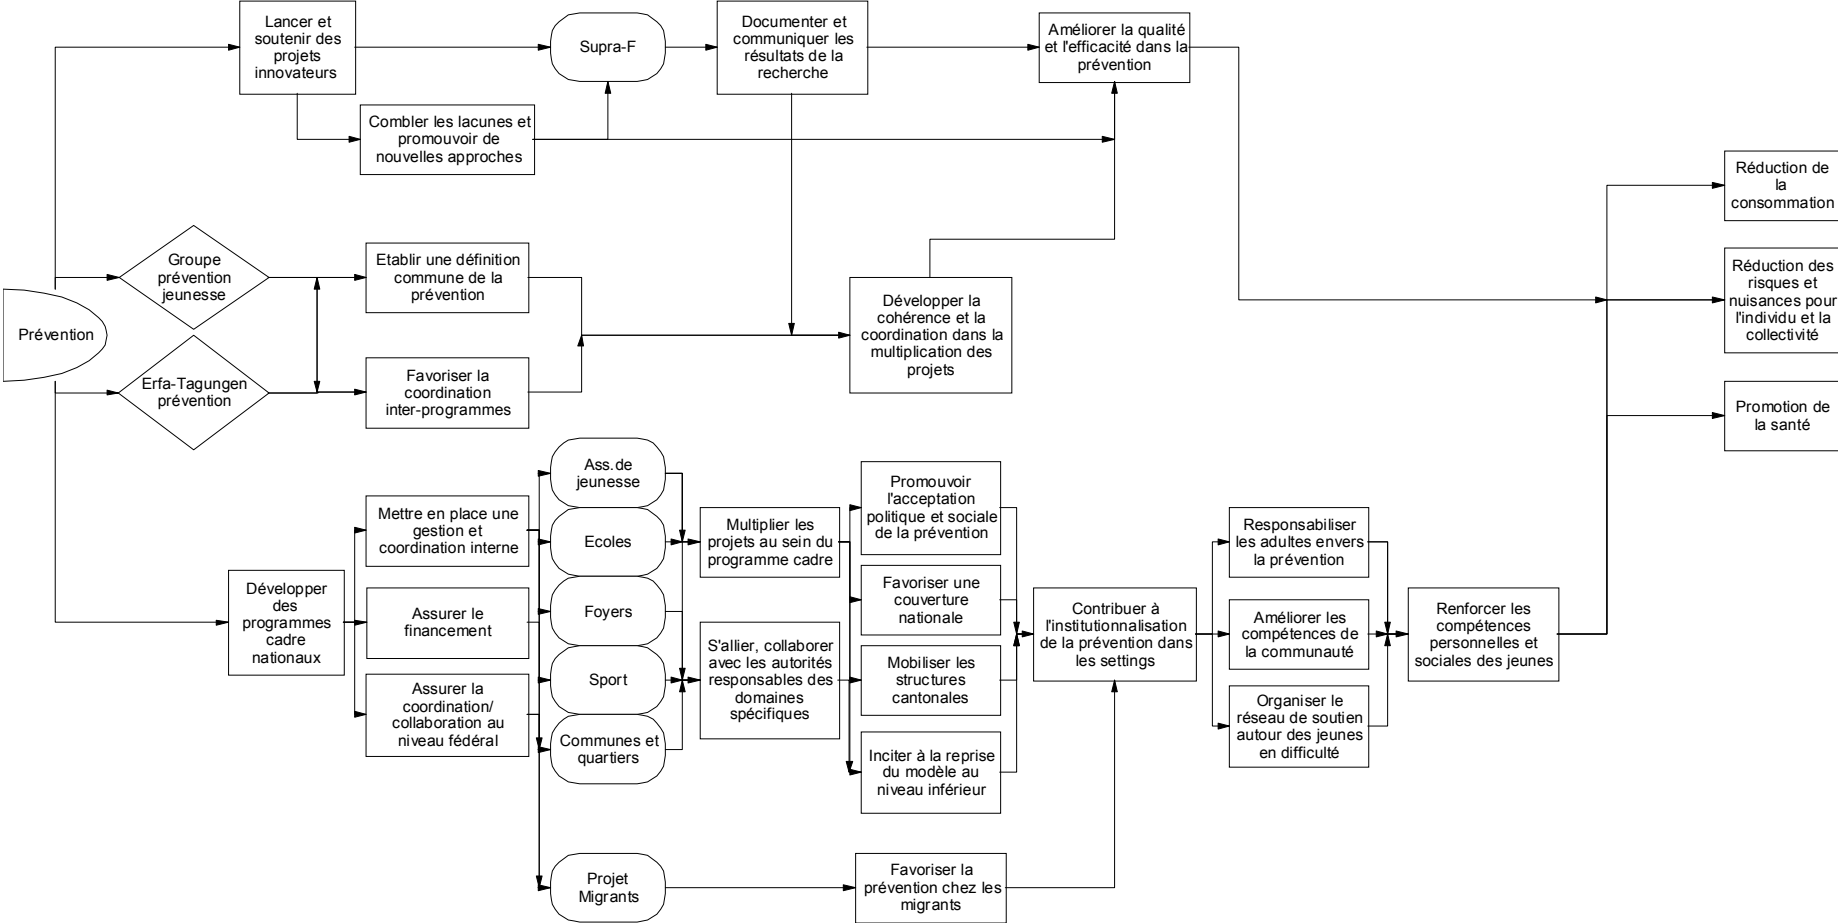 Lancer et
soutenir des
projets
innovateurs
Supra-F
Documenter et
communiquer les
résultats de la
recherche
Améliorer la qualité
et l'efficacité dans la
prévention
Combler les lacunes et
promouvoir de
nouvelles approches
Réduction de
la
consommation
Groupe
prévention
jeunesse
Etablir une définition
commune de la
prévention
Réduction des
risques et
nuisances pour
l'individu et la
collectivité
Prévention
Développer la
cohérence et la
coordination dans la
multiplication des
projets
Erfa-Tagungen
prévention
Favoriser la
coordination
inter-programmes
Promotion de
la santé
Ass.de
jeunesse
Mettre en place une
gestion et
coordination interne
Ecoles
Multiplier les
projets au sein du
programme cadre
Promouvoir
l'acceptation
politique et sociale
de la prévention
Responsabiliser
les adultes envers
la prévention
Développer
des
programmes
cadre
nationaux
Assurer le
financement
Foyers
Favoriser une
couverture
nationale
Contribuer à
l'institutionnalisation
de la prévention dans
les settings
Améliorer les
compétences de
la communauté
Renforcer les
compétences
personnelles et
sociales des jeunes
S'allier, collaborer
avec les autorités
responsables des
domaines
spécifiques
Sport
Mobiliser les
structures
cantonales
Assurer la
coordination/
collaboration au
niveau fédéral
Organiser le
réseau de soutien
autour des jeunes
en difficulté
Communes et
quartiers
Inciter à la reprise
du modèle au
niveau inférieur
Projet
Migrants
Favoriser la
prévention chez les
migrants